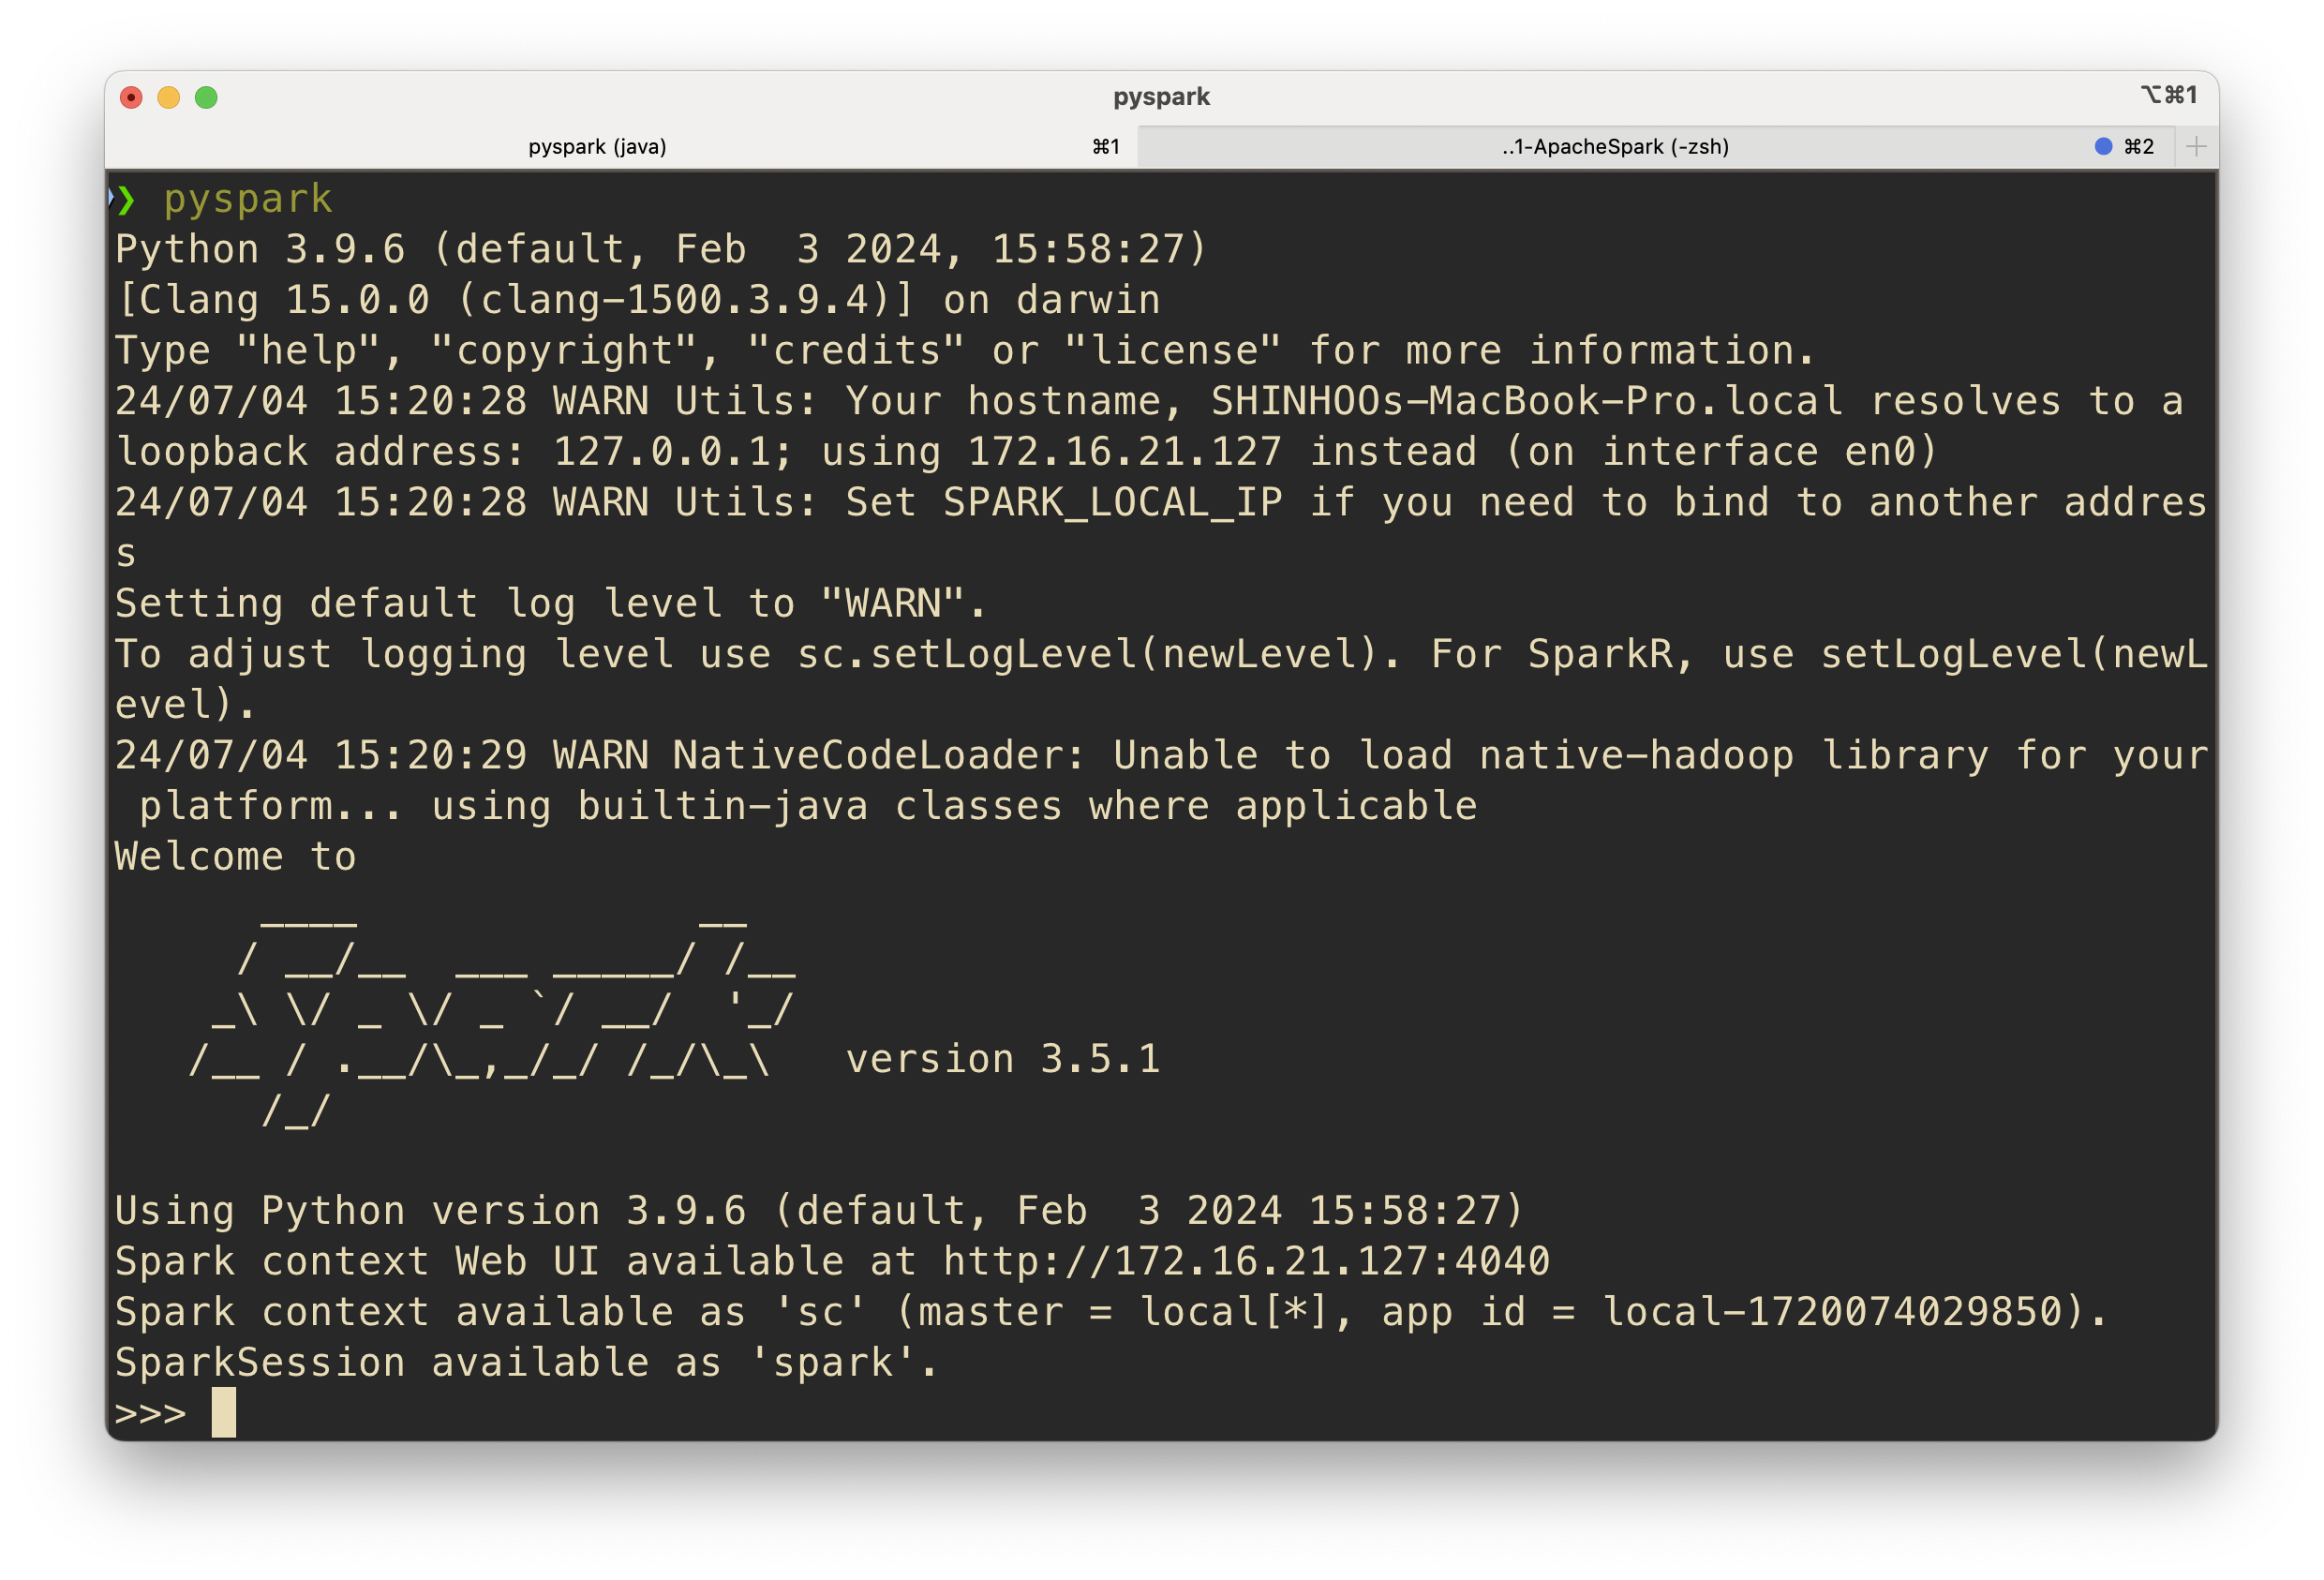 pyspark
⌥⌘1
pyspark (java)
⌘1
..1-ApacheSpark (-zsh)
⌘2
❯ pyspark
Python 3.9.6 (default, Feb  3 2024, 15:58:27)
[Clang 15.0.0 (clang-1500.3.9.4)] on darwin
Type "help", "copyright", "credits" or "license" for more information.
24/07/04 15:20:28 WARN Utils: Your hostname, SHINHOOs-MacBook-Pro.local resolves to a
loopback address: 127.0.0.1; using 172.16.21.127 instead (on interface en0)
24/07/04 15:20:28 WARN Utils: Set SPARK_LOCAL_IP if you need to bind to another addres
s
Setting default log level to "WARN".
To adjust logging level use sc.setLogLevel(newLevel). For SparkR, use setLogLevel(newL
evel).
24/07/04 15:20:29 WARN NativeCodeLoader: Unable to load native-hadoop library for your
 platform... using builtin-java classes where applicable
Welcome to
      ____              __
     / __/__  ___ _____/ /__
    _\ \/ _ \/ _ `/ __/  '_/
   /__ / .__/\_,_/_/ /_/\_\   version 3.5.1
      /_/
Using Python version 3.9.6 (default, Feb  3 2024 15:58:27)
Spark context Web UI available at http://172.16.21.127:4040
Spark context available as 'sc' (master = local[*], app id = local-1720074029850).
SparkSession available as 'spark'.
>>>